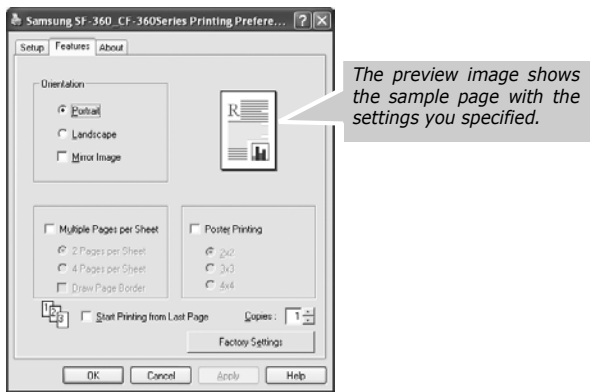 Samsung SF-360_CF-360Series Printing Prefere...
Setup Features About
Orientation
Portrait
Landscape
Mirror Image
R
The preview image shows
the sample page with the
settings you specified.
Multiple Pages per Sheet
2 Pages per Sheet
4 Pages per Sheet
Draw Page Border
Poster Printing
2x2
3x3
4x4
1 2 3
Start Printing from Last Page
Copies : 1
Factory Settings
OK Cancel Apply Help